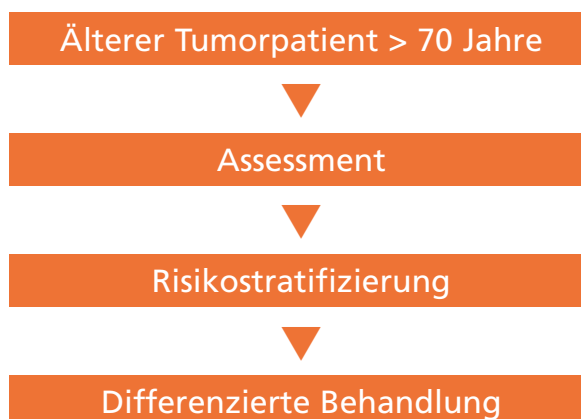 Älterer Tumorpatient > 70 Jahre
Assessment
Risikostratifizierung
Differenzierte Behandlung